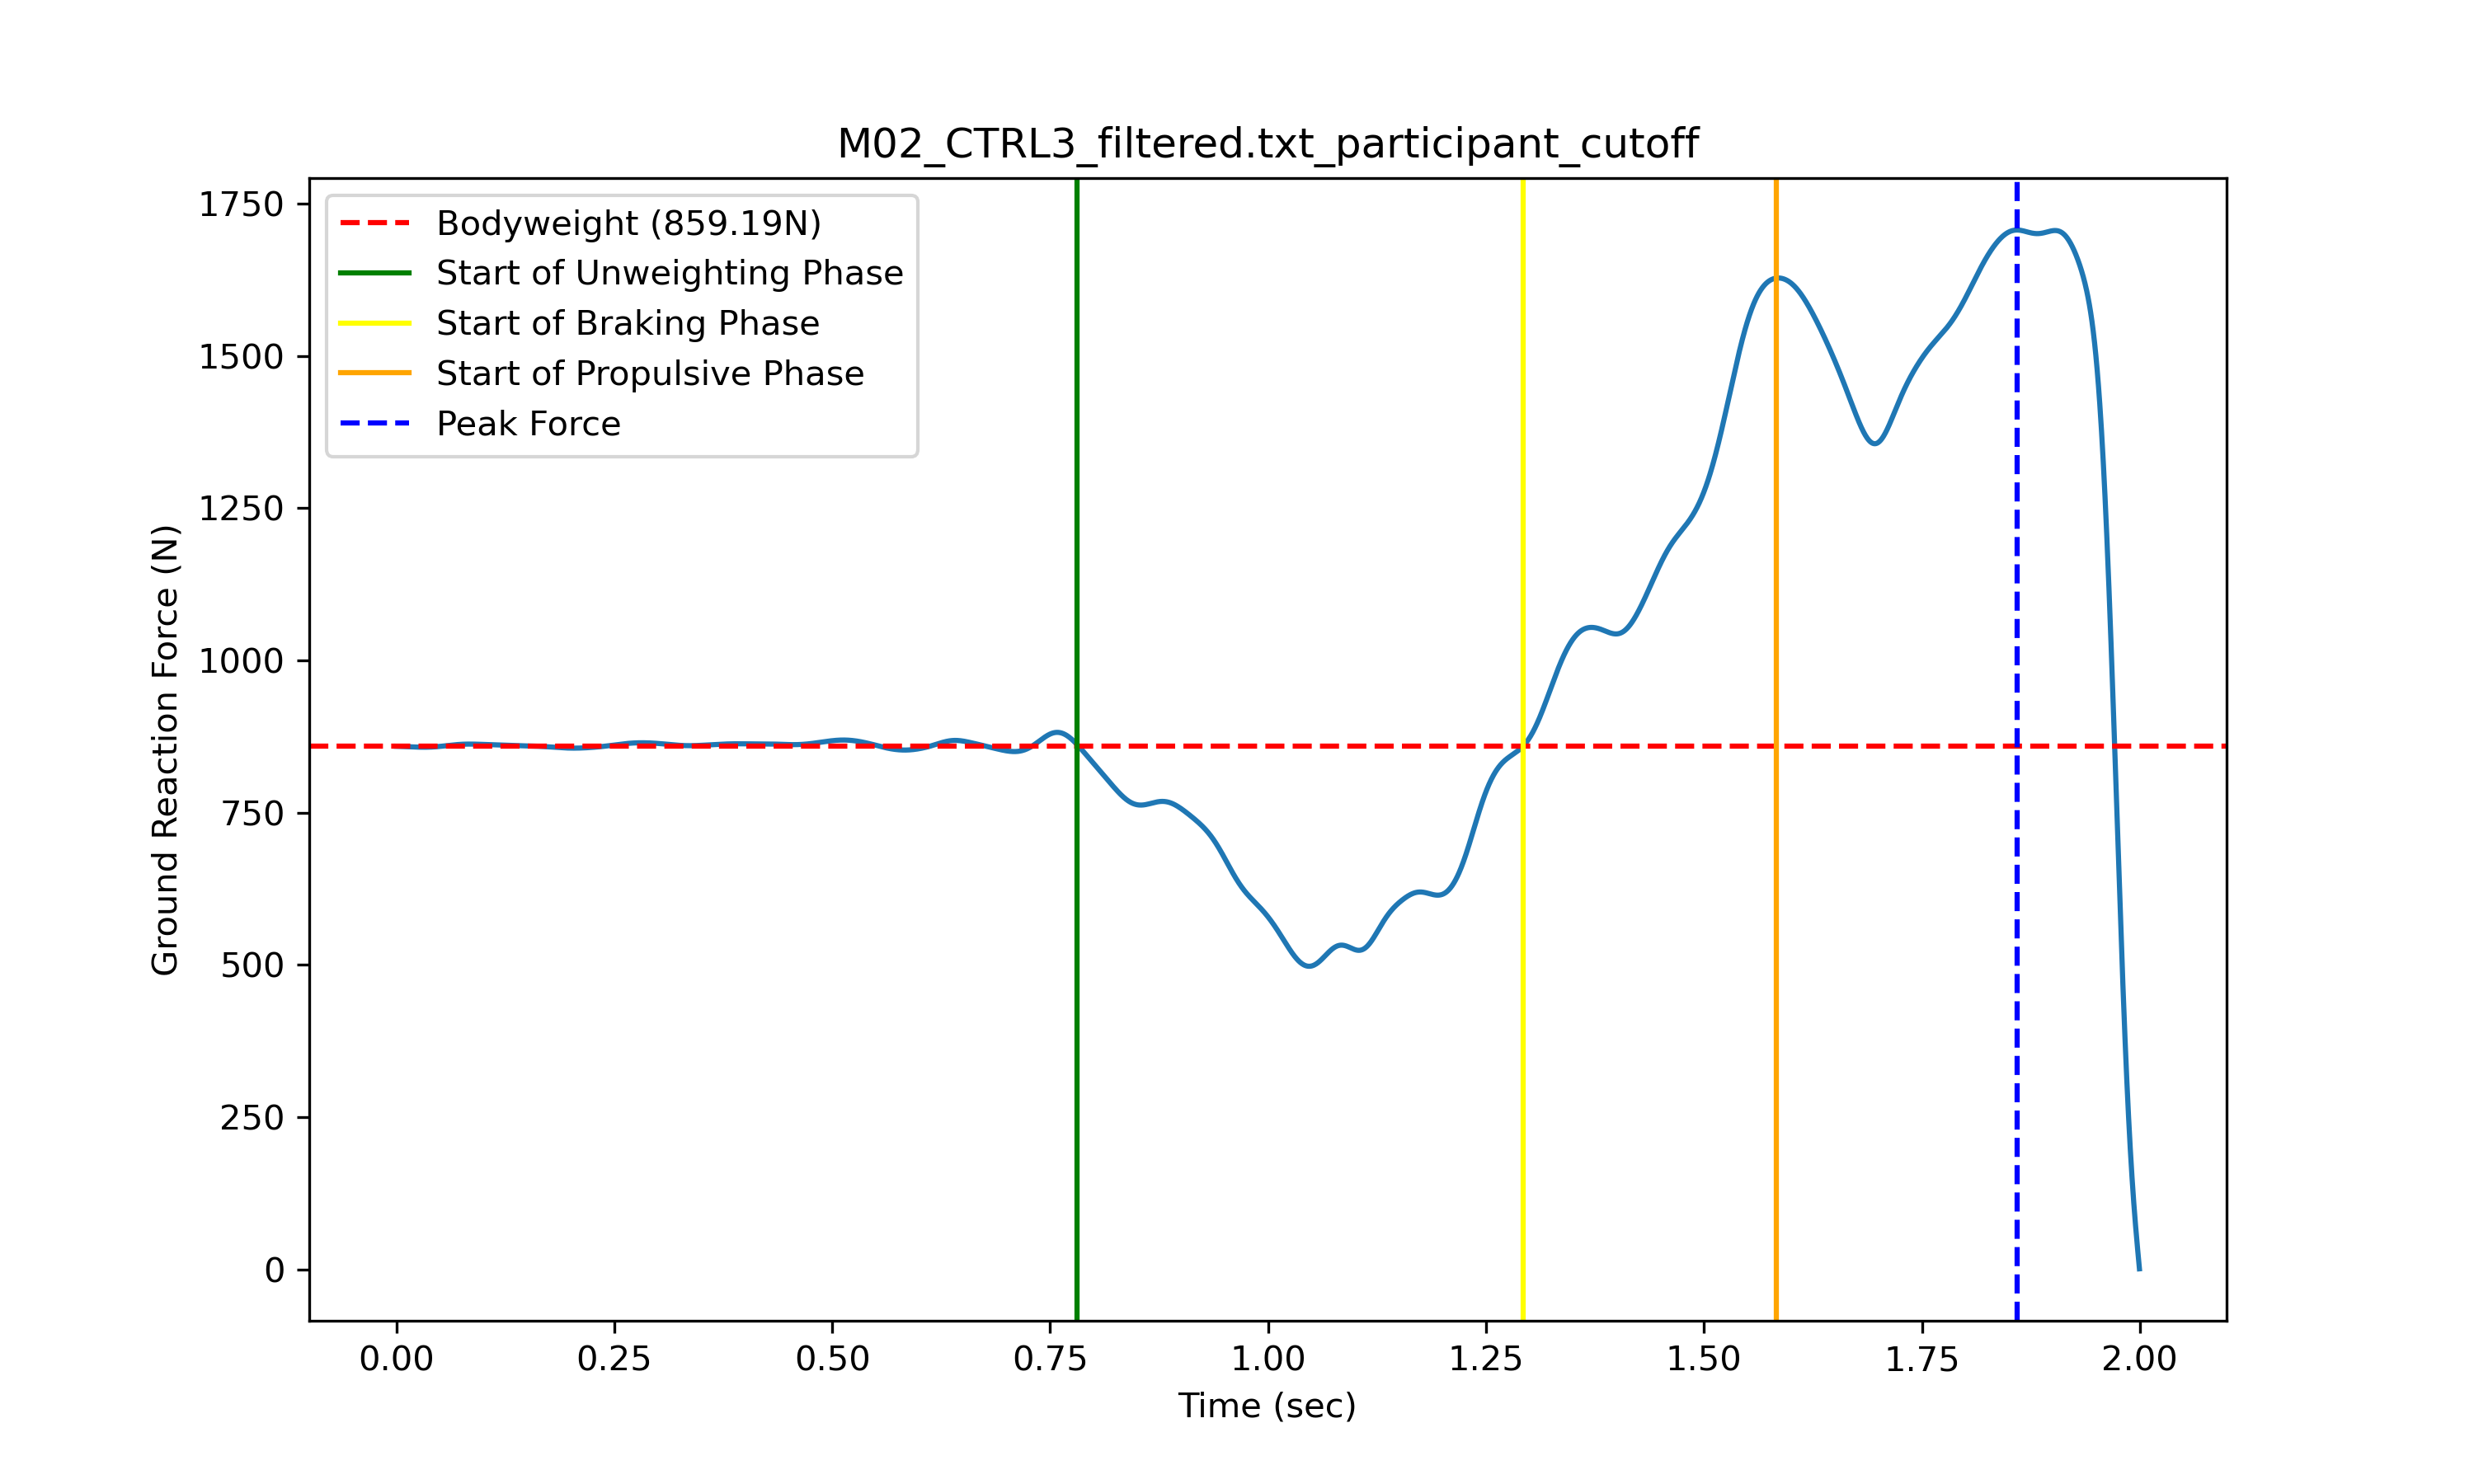 M02_CTRL3_filtered.txt_participant_cutoff
1750
1500
1250
1000
750
500
250
0
Ground Reaction Force (N)
Bodyweight (859.19N)
Start of Unweighting Phase
Start of Braking Phase
Start of Propulsive Phase
Peak Force
0.00 0.25 0.50 0.75 1.00 1.25 1.50 1.75 2.00
Time (sec)